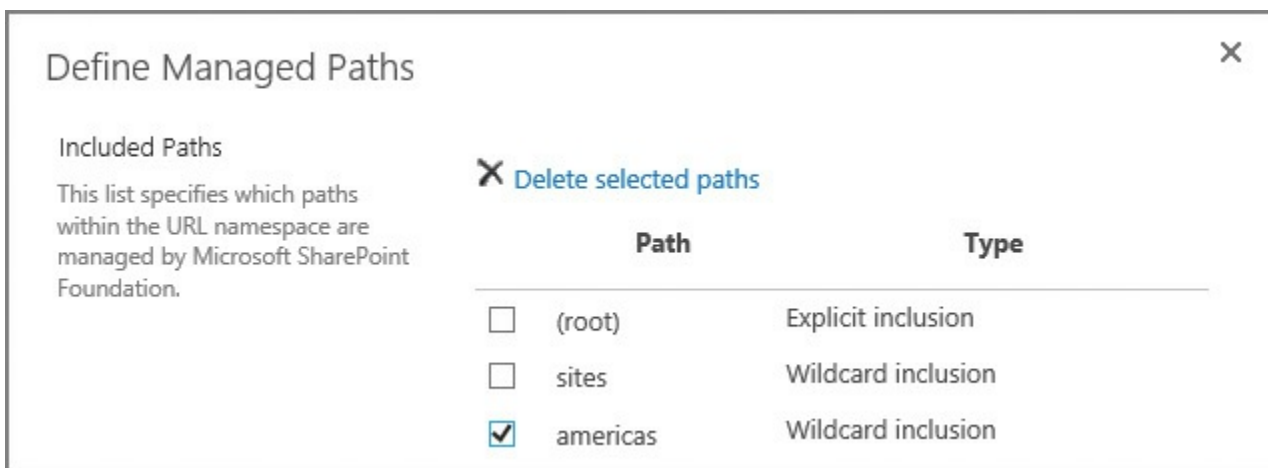 Define Managed Paths
Included Paths
This list specifies which paths
within the URL namespace are
managed by Microsoft SharePoint
Foundation.
Delete selected paths
Path Type
(root) Explicit inclusion
sites Wildcard inclusion
americas Wildcard inclusion